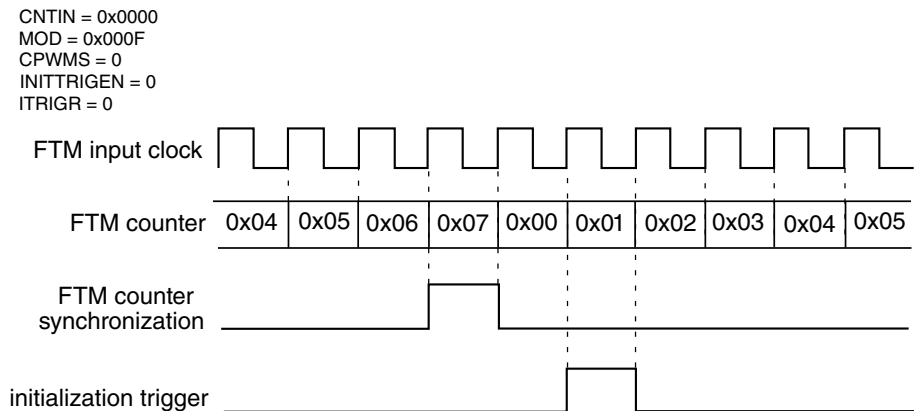 CNTIN = 0x0000
MOD = 0x000F
CPWMS = 0
INITTRIGEN = 0
ITRIGR = 0
FTM input clock
FTM counter 0x04 0x05 0x06 0x07 0x00 0x01 0x02 0x03 0x04 0x05
FTM counter
synchronization
initialization trigger